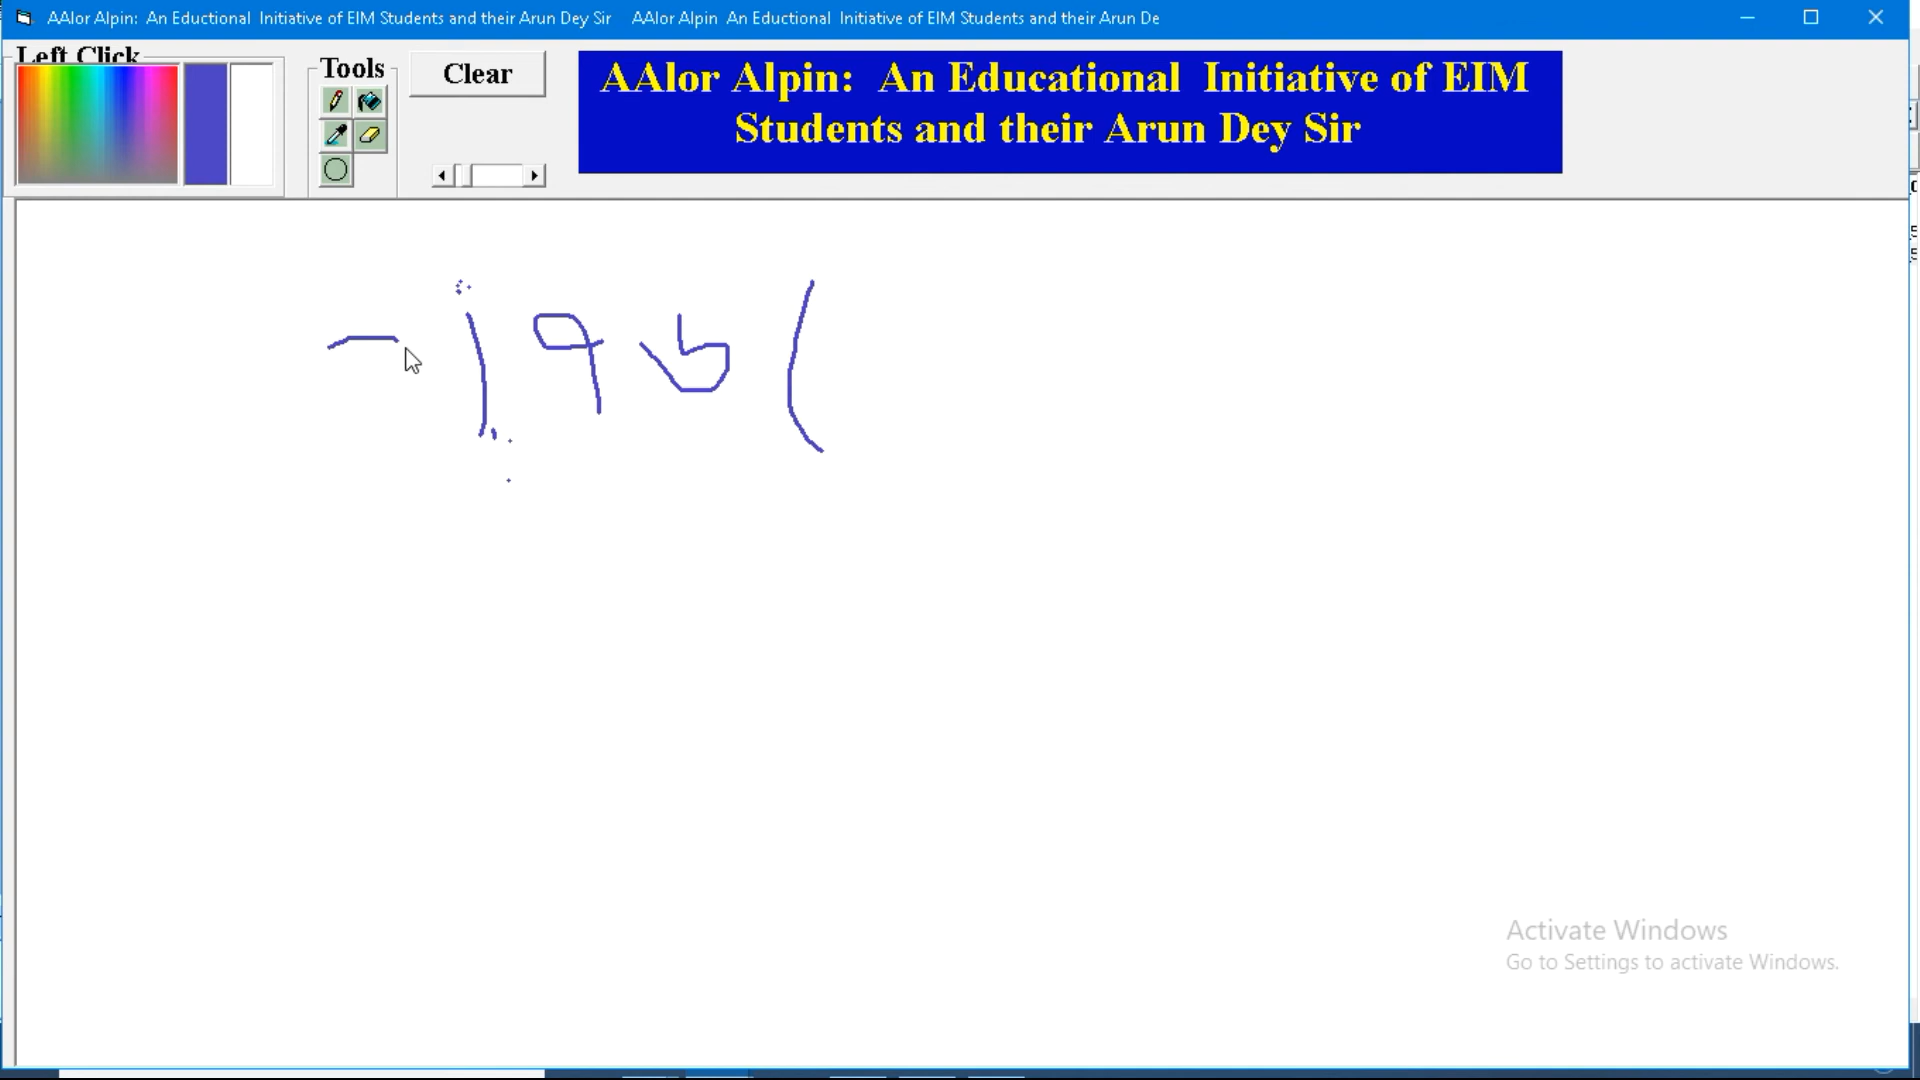 AAlor Alpin:  An Eductional  Initiative of EIM Students and their Arun Dey Sir     AAlor Alpin  An Eductional  Initiative of EIM Students and their Arun De
Left Click
Tools
Clear
AAlor Alpin:  An Educational  Initiative of EIM
Students and their Arun Dey Sir
Activate Windows
Go to Settings to activate Windows.